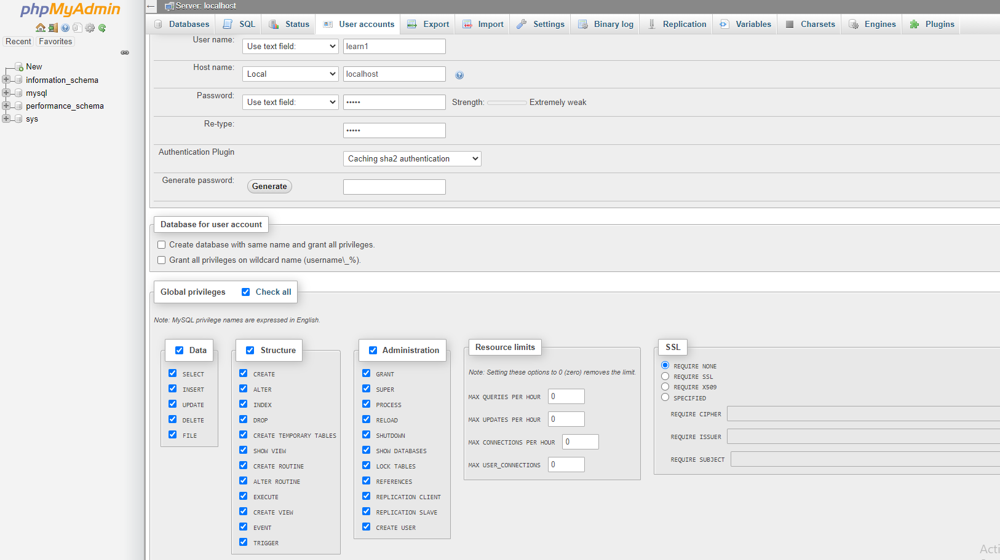 phpMyAdmin
Recent Favorites
New
information_schema
mysql
performance_schema
sys
Server: localhost
Databases SQL Status User accounts Export Import Settings Binary log Replication Variables Charsets Engines Plugins
User name: Use text field: learn1
Host name: Local localhost
Password: Use text field: ••••• Strength: Extremely weak
Re-type: •••••
Authentication Plugin Caching sha2 authentication
Generate password: Generate
Database for user account
Create database with same name and grant all privileges.
Grant all privileges on wildcard name (username\_%).
Global privileges Check all
Note: MySQL privilege names are expressed in English.
Data
SELECT
INSERT
UPDATE
DELETE
FILE
Structure
CREATE
ALTER
INDEX
DROP
CREATE TEMPORARY TABLES
SHOW VIEW
CREATE ROUTINE
ALTER ROUTINE
EXECUTE
CREATE VIEW
EVENT
TRIGGER
Administration
GRANT
SUPER
PROCESS
RELOAD
SHUTDOWN
SHOW DATABASES
LOCK TABLES
REFERENCES
REPLICATION CLIENT
REPLICATION SLAVE
CREATE USER
Resource limits
Note: Setting these options to 0 (zero) removes the limit.
MAX QUERIES PER HOUR 0
MAX UPDATES PER HOUR 0
MAX CONNECTIONS PER HOUR 0
MAX USER_CONNECTIONS 0
SSL
REQUIRE NONE
REQUIRE SSL
REQUIRE X509
SPECIFIED
REQUIRE CIPHER
REQUIRE ISSUER
REQUIRE SUBJECT
Acti